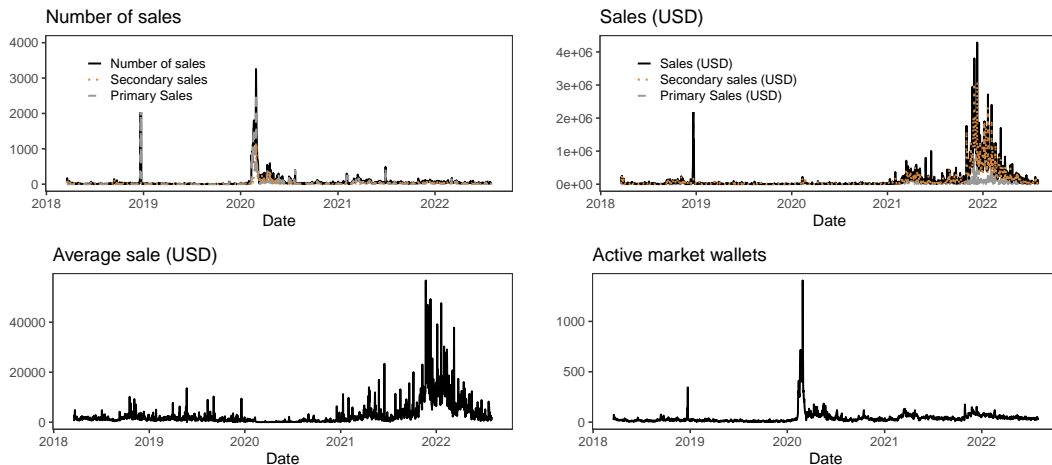 Number of sales
4000
3000
2000
1000
0
Number of sales
Secondary sales
Primary Sales
2018 2019 2020 2021 2022
Date
Sales (USD)
4e+06
3e+06
2e+06
1e+06
0e+00
Sales (USD)
Secondary sales (USD)
Primary Sales (USD)
2018 2019 2020 2021 2022
Date
Average sale (USD)
40000
20000
0
2018 2019 2020 2021 2022
Date
Active market wallets
1000
500
0
2018 2019 2020 2021 2022
Date